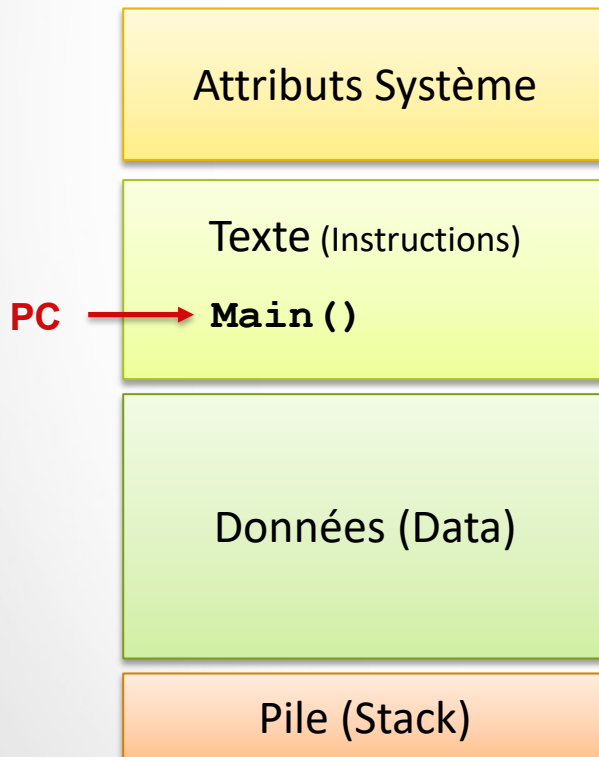 Attributs Système
Texte (Instructions)
PC
Main()
Données (Data)
Pile (Stack)